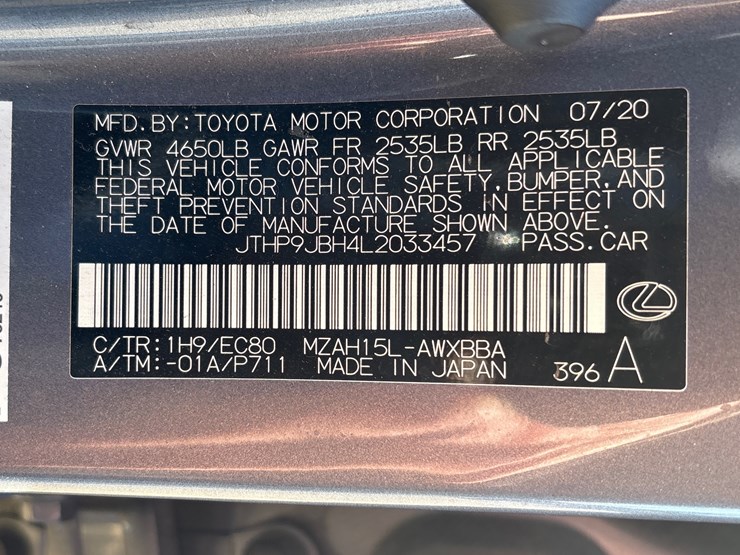 MFD. BY: TOYOTA MOTOR CORPORATION 07/20
GVWR 4650LB GAWR FR 2535LB RR 2535LB
THIS VEHICLE CONFORMS TO ALL APPLICABLE
FEDERAL MOTOR VEHICLE SAFETY, BUMPER, AND
THEFT PREVENTION STANDARDS IN EFFECT ON
THE DATE OF MANUFACTURE SHOWN ABOVE.
JTHP9JBH4L2033457 PASS. CAR
C/TR: 1H9/EC80 MZAH15L-AWXBBA
A/TM: -01A/P711 MADE IN JAPAN 396 A